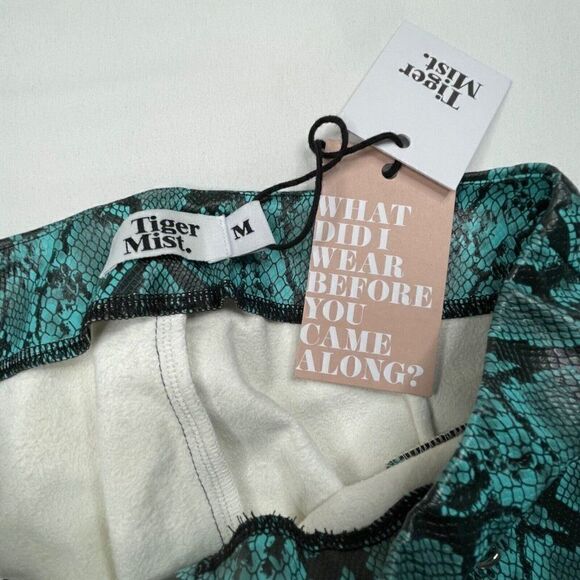 Tiger
Mist.
Tiger
Mist.
M
WHAT
DID I
WEAR
BEFORE
YOU
CAME
ALONG?